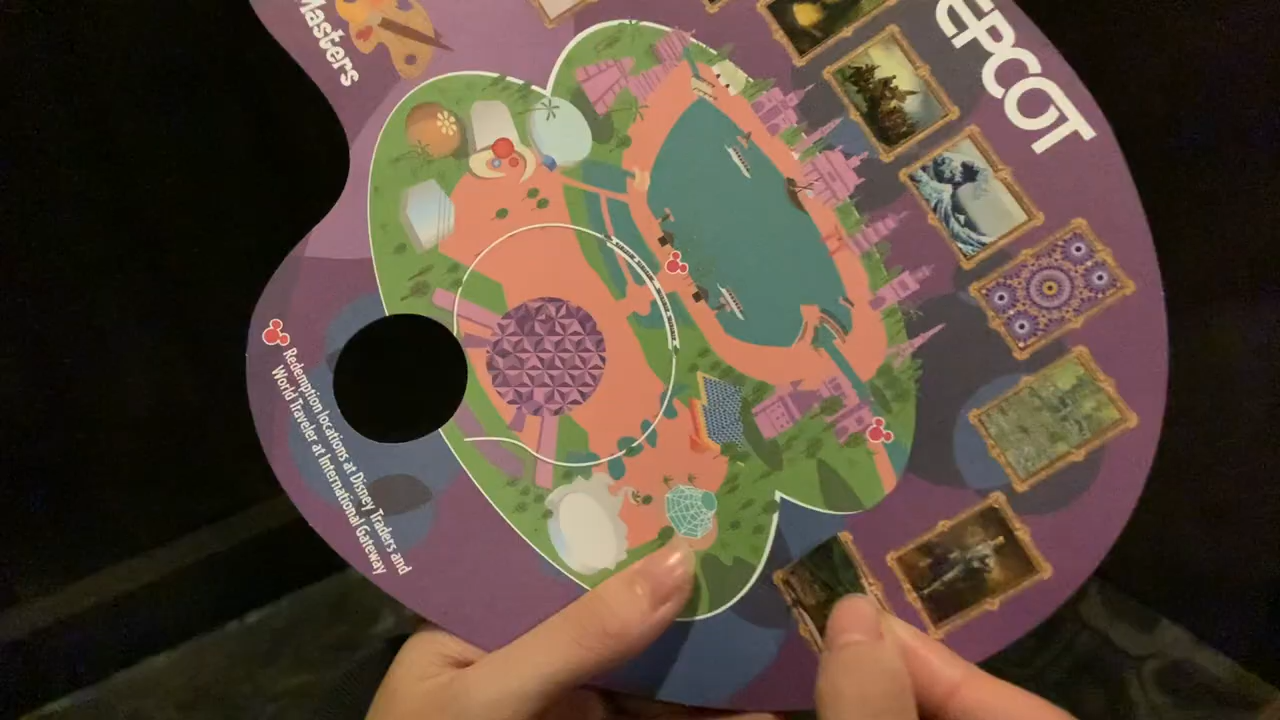 Masters
EPCOT
Redemption locations at Disney Traders and
World Traveler at International Gateway